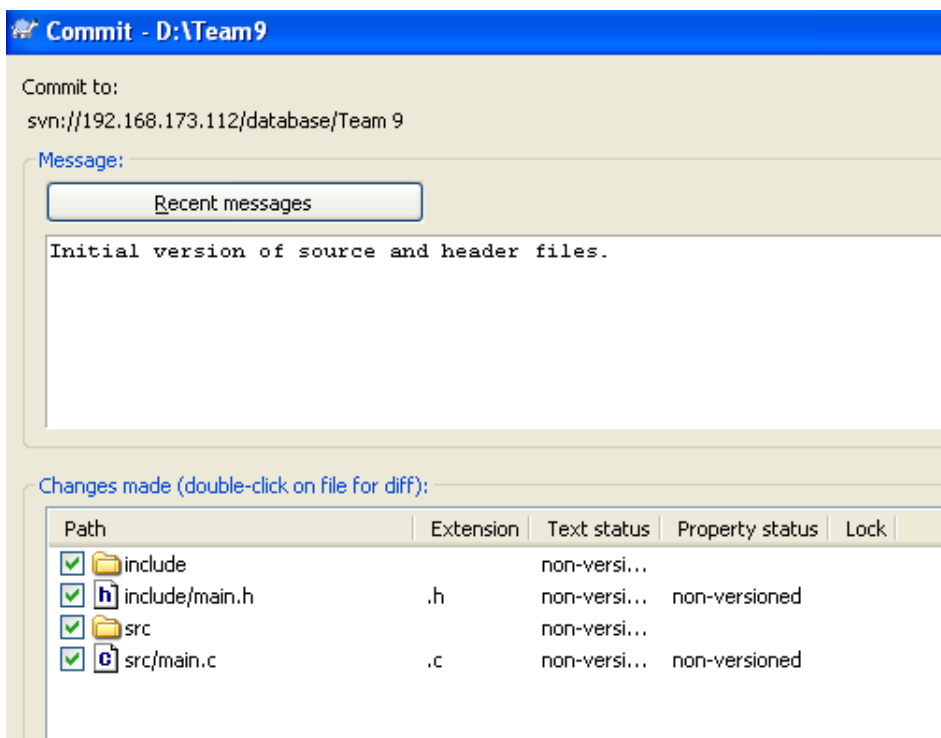 Commit - D:\Team9
Commit to:
svn://192.168.173.112/database/Team 9
Message:
Recent messages
Initial version of source and header files.
Changes made (double-click on file for diff):
Path Extension Text status Property status Lock
include non-versi...
h include/main.h .h non-versi... non-versioned
src non-versi...
c src/main.c .c non-versi... non-versioned